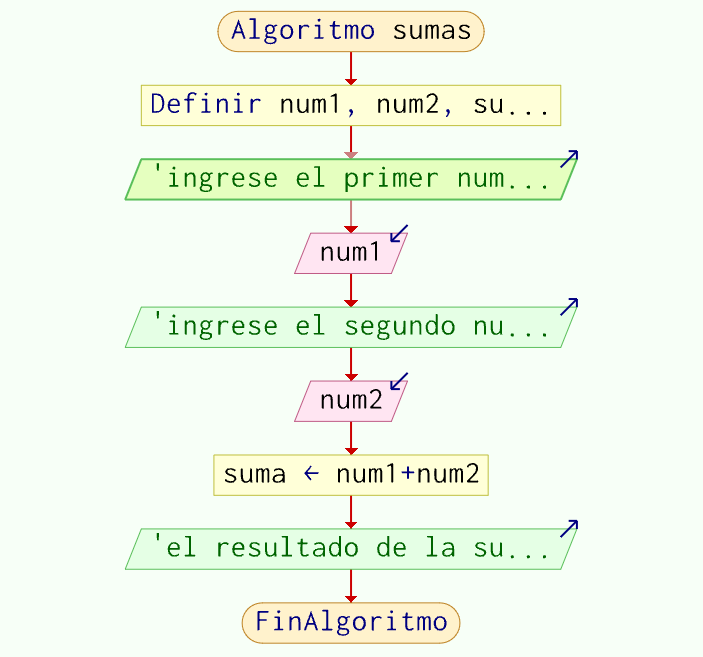 Algoritmo sumas
Definir num1, num2, su...
'ingrese el primer num...
num1
'ingrese el segundo nu...
num2
suma ← num1+num2
'el resultado de la su...
FinAlgoritmo